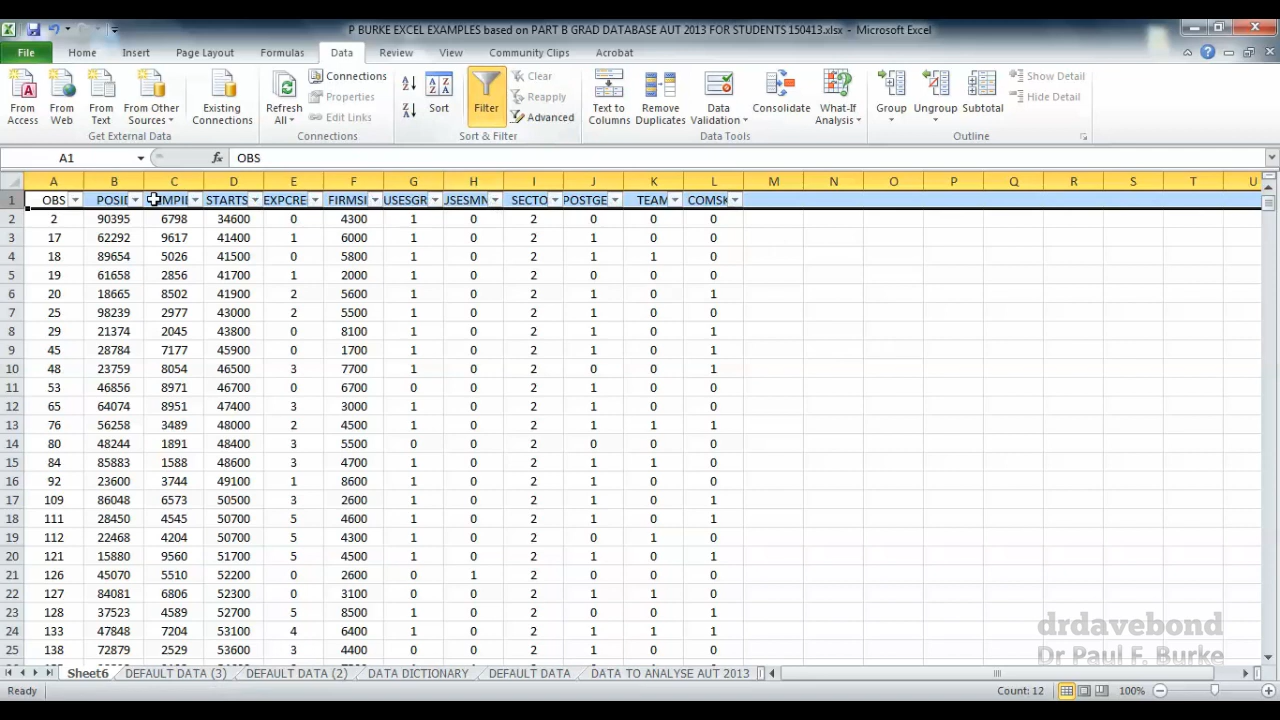 P BURKE EXCEL EXAMPLES based PART B GRAD DATABASE AUT 2013 FOR STUDENTS 150413.xlsx - Microsoft Excel
File Home Insert Page Layout Formulas Data Review View Community Clips Acrobat
From Access
From Web
From Text
From Other Sources
Existing Connections
Refresh All
Connections
Properties
Edit Links
Sort
Filter
Clear
Reapply
Advanced
Text to Columns
Remove Duplicates
Data Validation
Consolidate
What-If Analysis
Group
Ungroup
Subtotal
Show Detail
Hide Detail
Get External Data Connections Sort & Filter Data Tools Outline
A1 fx OBS
A B C D E F G H I J K L M N O P Q R S T U
1 OBS POSII MPII STARTS EXPCRE FIRMSI USESGR JSESMN SECTO POSTGE TEAM COMSK
2 2 90395 6798 34600 0 4300 1 0 2 1 0 0
3 17 62292 9617 41400 1 6000 1 0 2 1 0 0
4 18 89654 5026 41500 0 5800 1 0 2 1 1 0
5 19 61658 2856 41700 1 2000 1 0 2 0 0 0
6 20 18665 8502 41900 2 5600 1 0 2 1 0 1
7 25 98239 2977 43000 2 5500 1 0 2 1 0 0
8 29 21374 2045 43800 0 8100 1 0 2 1 0 1
9 45 28784 7177 45900 0 1700 1 0 2 1 0 1
10 48 23759 8054 46500 3 7700 1 0 2 0 0 1
11 53 46856 8971 46700 0 6700 0 0 2 1 0 0
12 65 64074 8951 47400 3 3000 1 0 2 1 0 0
13 76 56258 3489 48000 2 4500 1 0 2 1 1 0
14 80 48244 1891 48400 3 5500 0 0 2 0 0 0
15 84 85883 1588 48600 3 4700 1 0 2 1 1 0
16 92 23600 3744 49100 1 8600 1 0 2 1 0 0
17 109 86048 6573 50500 3 2600 1 0 2 1 0 1
18 111 28450 4545 50700 5 4600 1 0 2 1 0 1
19 112 22468 4204 50700 5 4300 1 0 2 0 1 0
20 121 15880 9560 51700 5 4500 1 0 2 1 0 1
21 126 45070 5510 52200 0 2600 0 1 2 0 0 0
22 127 84081 6806 52300 0 3100 0 0 2 1 1 0
23 128 37523 4589 52700 5 8500 1 0 2 0 0 1
24 133 47848 7204 53100 4 6400 1 0 2 1 1 1
25 138 72879 2529 53600 3 4400 0 0 2 1 0 0
drdavebond
Dr Paul F. Burke
Sheet6 DEFAULT DATA (3) DEFAULT DATA (2) DATA DICTIONARY DEFAULT DATA DATA TO ANALYSE AUT 2013
Ready Count: 12 100%